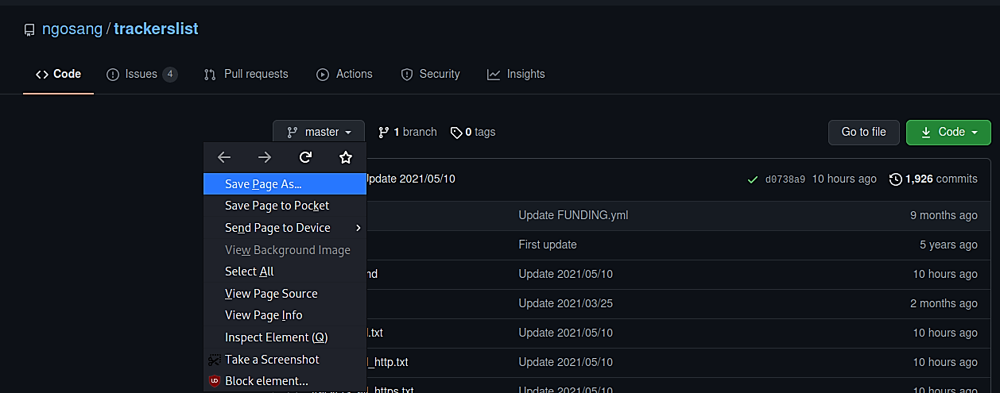 ngosang / trackerslist
Code Issues 4 Pull requests Actions Security Insights
master 1 branch 0 tags Go to file Code
Update 2021/05/10 d0738a9 10 hours ago 1,926 commits
Save Page As...
Save Page to Pocket
Send Page to Device
View Background Image
Select All
View Page Source
View Page Info
Inspect Element (Q)
Take a Screenshot
Block element...
Update FUNDING.yml 9 months ago
First update 5 years ago
nd Update 2021/05/10 10 hours ago
Update 2021/03/25 2 months ago
.txt Update 2021/05/10 10 hours ago
_http.txt Update 2021/05/10 10 hours ago
_https.txt Update 2021/05/10 10 hours ago